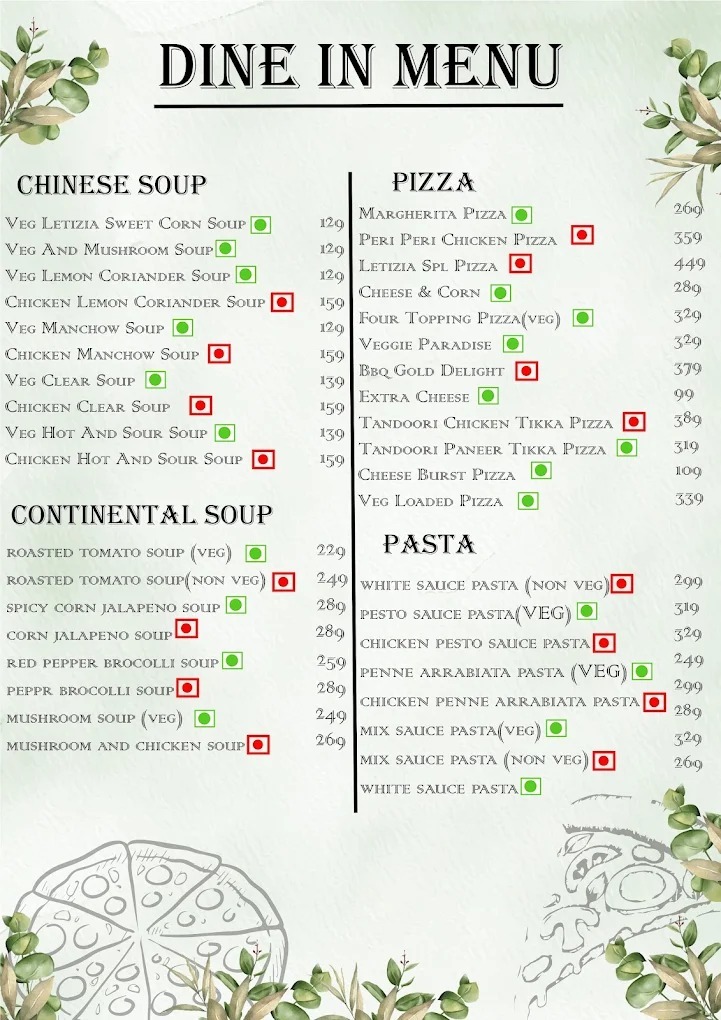 DINE IN MENU
CHINESE SOUP
VEG LETIZIA SWEET CORN SOUP 129
VEG AND MUSHROOM SOUP 129
VEG LEMON CORIANDER SOUP 129
CHICKEN LEMON CORIANDER SOUP 159
VEG MANCHOW SOUP 129
CHICKEN MANCHOW SOUP 159
VEG CLEAR SOUP 139
CHICKEN CLEAR SOUP 159
VEG HOT AND SOUR SOUP 139
CHICKEN HOT AND SOUR SOUP 159
CONTINENTAL SOUP
ROASTED TOMATO SOUP (VEG) 229
ROASTED TOMATO SOUP(NON VEG) 249
SPICY CORN JALAPENO SOUP 289
CORN JALAPENO SOUP 289
RED PEPPER BROCOLLI SOUP 259
PEPPR BROCOLLI SOUP 289
MUSHROOM SOUP (VEG) 249
MUSHROOM AND CHICKEN SOUP 269
PIZZA
MARGHERITA PIZZA 269
PERI PERI CHICKEN PIZZA 359
LETIZIA SPL PIZZA 449
CHEESE & CORN 289
FOUR TOPPING PIZZA(VEG) 329
VEGGIE PARADISE 329
BBQ GOLD DELIGHT 379
EXTRA CHEESE 99
TANDOORI CHICKEN TIKKA PIZZA 389
TANDOORI PANEER TIKKA PIZZA 319
CHEESE BURST PIZZA 109
VEG LOADED PIZZA 339
PASTA
WHITE SAUCE PASTA (NON VEG) 299
PESTO SAUCE PASTA(VEG) 319
CHICKEN PESTO SAUCE PASTA 329
PENNE ARRABIATA PASTA (VEG) 249
CHICKEN PENNE ARRABIATA PASTA 299
MIX SAUCE PASTA(VEG) 289
MIX SAUCE PASTA (NON VEG) 329
WHITE SAUCE PASTA 269